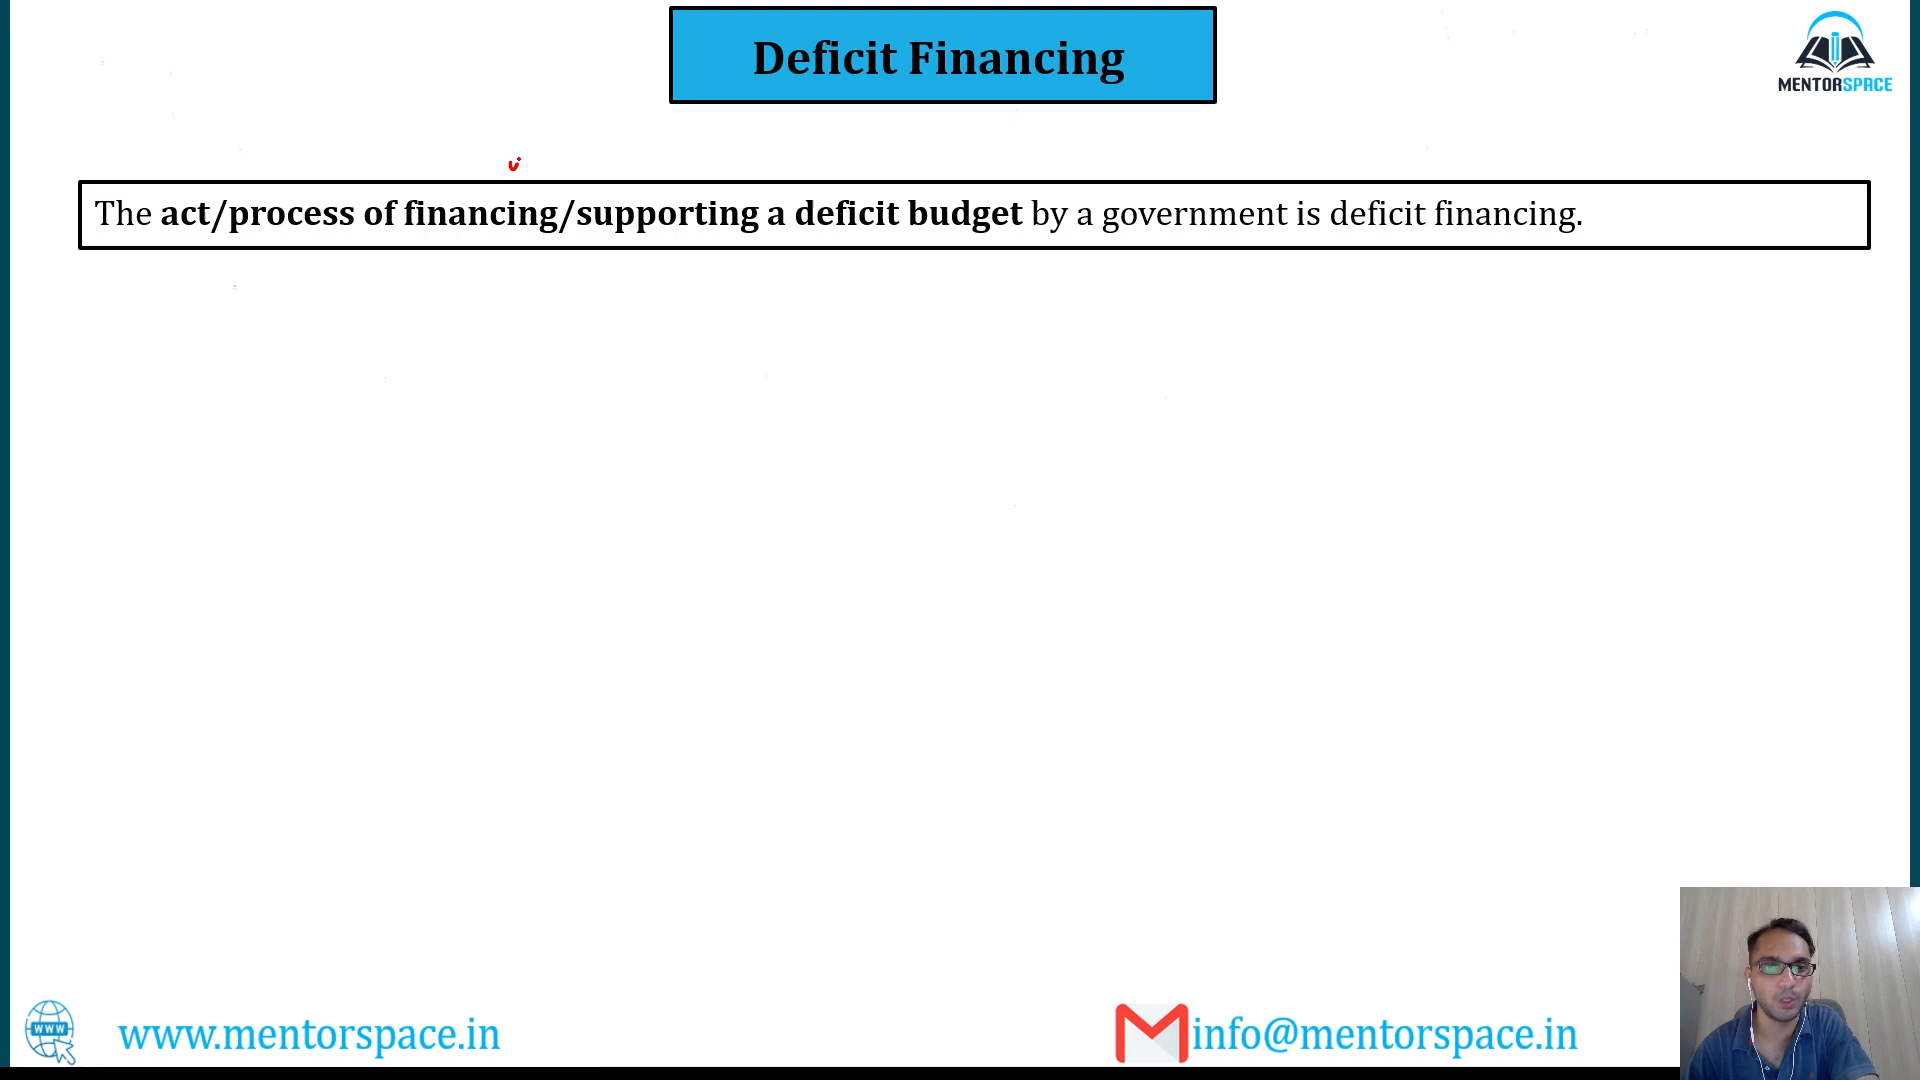 Deficit Financing
MENTORSPACE
The act/process of financing/supporting a deficit budget by a government is deficit financing.
WWW
www.mentorspace.in
info@mentorspace.in